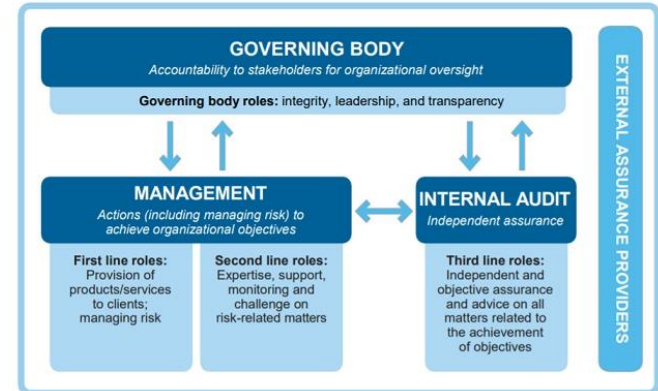 GOVERNING BODY
Accountability to stakeholders for organizational oversight
Governing body roles: integrity, leadership, and transparency
MANAGEMENT
Actions (including managing risk) to
achieve organizational objectives
First line roles:
Provision of
products/services
to clients;
managing risk
Second line roles:
Expertise, support,
monitoring and
challenge on
risk-related matters
INTERNAL AUDIT
Independent assurance
Third line roles:
Independent and
objective assurance
and advice on all
matters related to
the achievement
of objectives
EXTERNAL ASSURANCE PROVIDERS